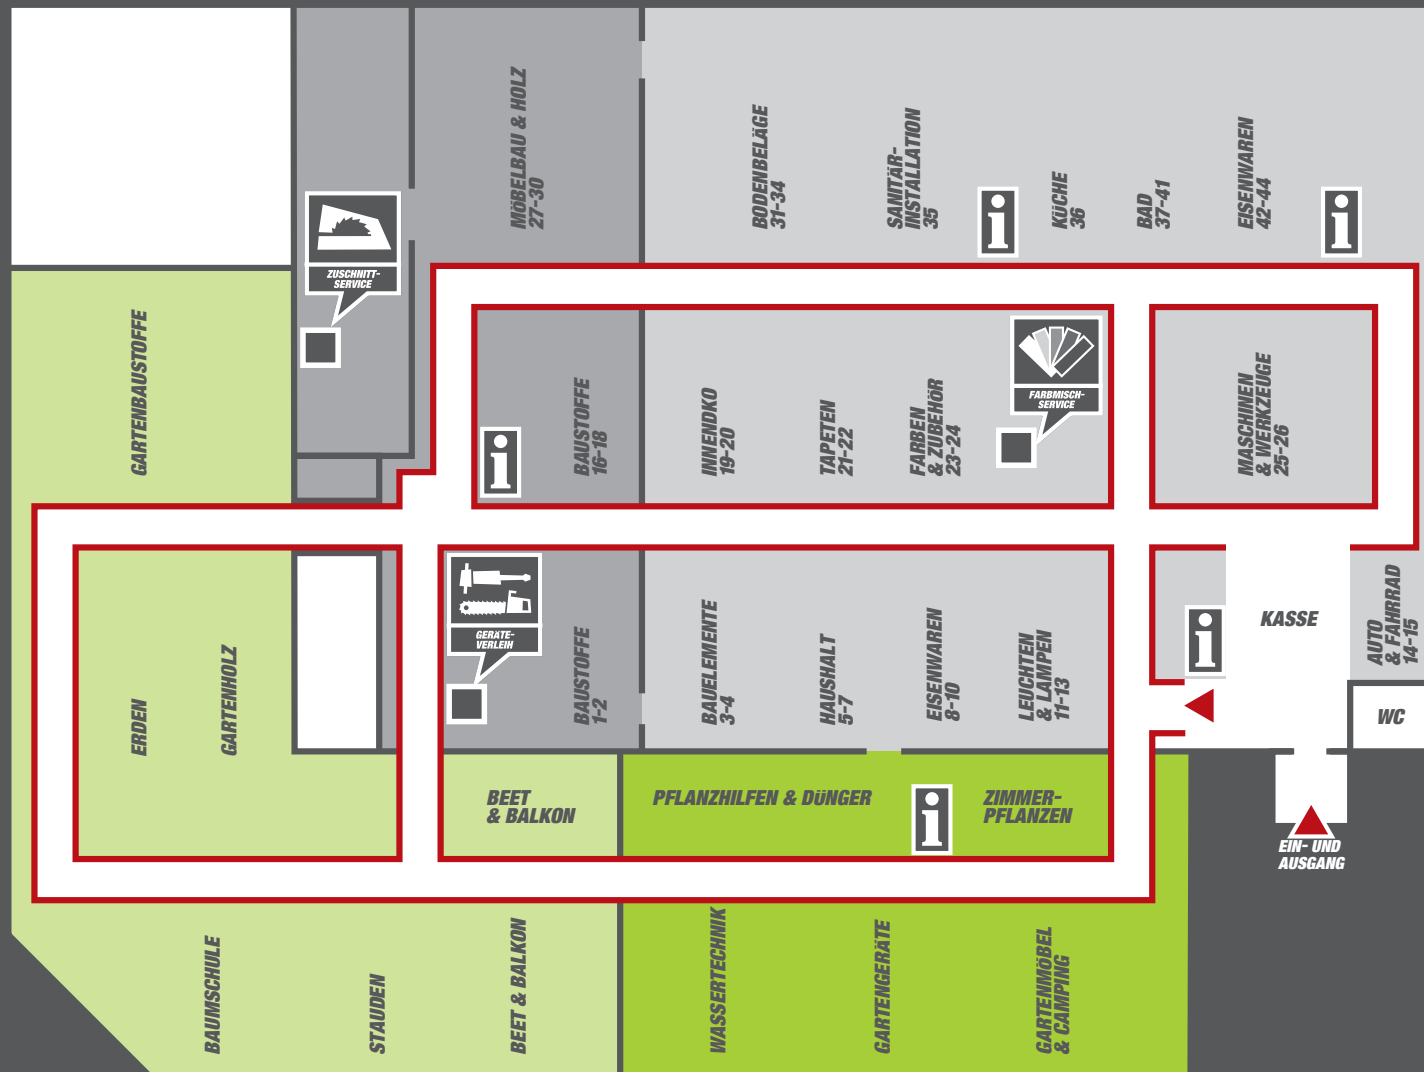 MÖBELBAU & HOLZ
27-30
BODENBELÄGE
31-34
SANITÄR-
INSTALLATION
35
KÜCHE
36
BAD
37-41
EISENWAREN
42-44
i
i
ZUSCHNITT-
SERVICE
GARTENBAUSTOFFE
i
BAUSTOFFE
16-18
INNENDKO
19-20
TAPETEN
21-22
FARBEN
& ZUBEHÖR
23-24
FARBMISCH-
SERVICE
MASCHINEN
& WERKZEUGE
25-26
ERDEN
GARTENHOLZ
GERÄTE-
VERLEIH
BAUSTOFFE
1-2
BAUELEMENTE
3-4
HAUSHALT
5-7
EISENWAREN
8-10
LEUCHTEN
& LAMPEN
11-13
i
KASSE
AUTO
& FAHRRAD
14-15
WC
BEET
& BALKON
PFLANZHILFEN & DÜNGER
i
ZIMMER-
PFLANZEN
EIN- UND
AUSGANG
BAUMSCHULE
STAUDEN
BEET & BALKON
WASSERTECHNIK
GARTENGERÄTE
GARTENMÖBEL
& CAMPING